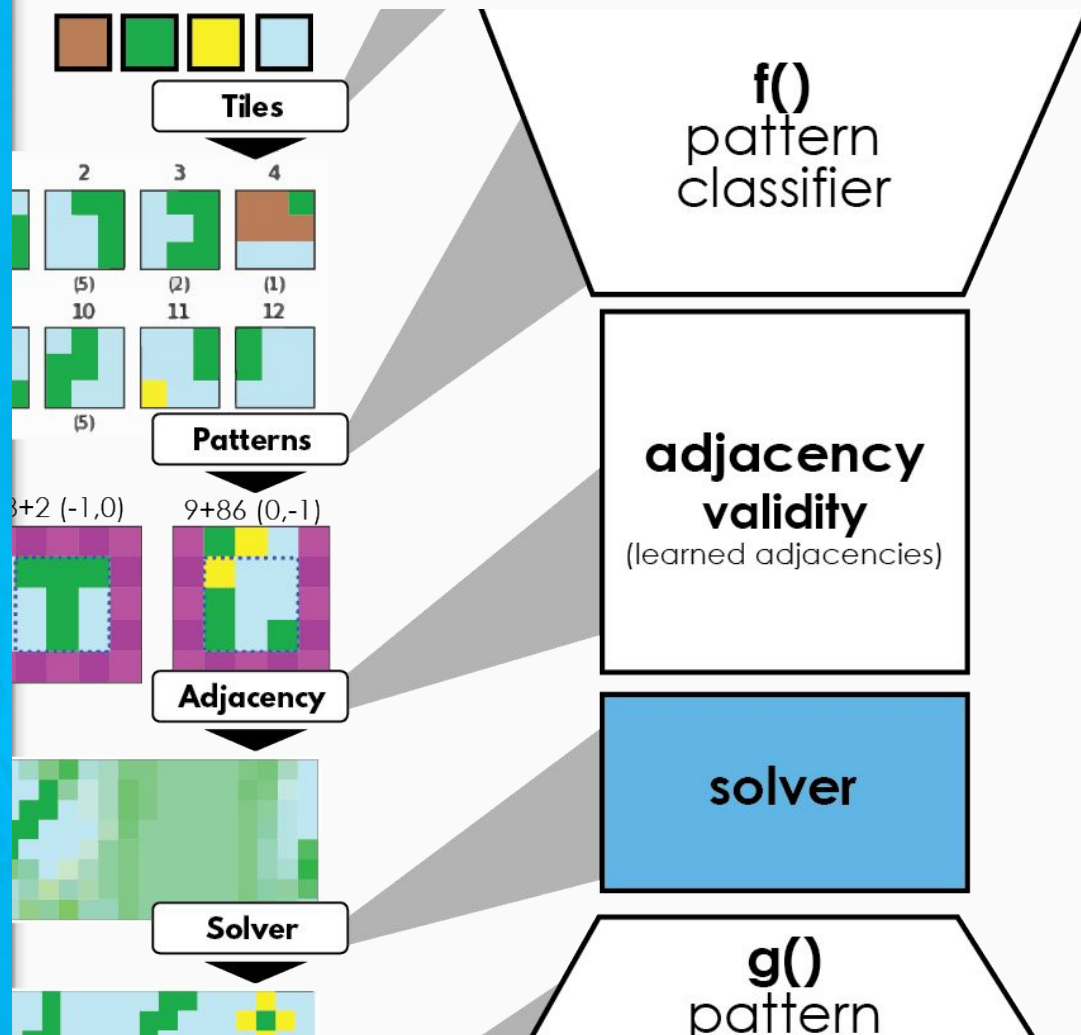 Tiles
2 3 4
(5) (2) (1)
10 11 12
(5)
Patterns
+2 (-1,0) 9+86 (0,-1)
Adjacency
Solver
f()
pattern
classifier
adjacency
validity
(learned adjacencies)
solver
g()
pattern